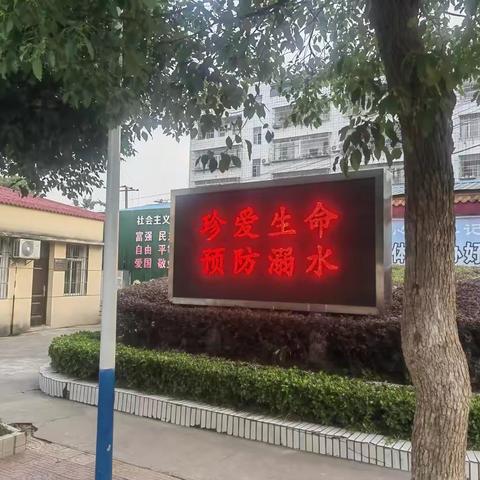 珍爱生命
预防溺水
社会主义
富强 民
自由 平
爱国 敬